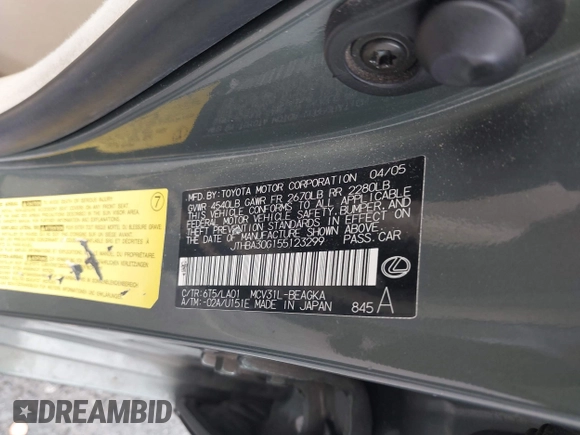 MFD. BY: TOYOTA MOTOR CORPORATION 04/05
GVWR 4540LB GAWR FR 2670LB RR 2280LB
THIS VEHICLE CONFORMS TO ALL APPLICABLE
FEDERAL MOTOR VEHICLE SAFETY, BUMPER, AND
THEFT PREVENTION STANDARDS IN EFFECT ON
THE DATE OF MANUFACTURE SHOWN ABOVE.
JTHBA30G155123299 PASS.CAR
C/TR: 6T5/LA01 MCV31L-BEAGKA
A/TM: -02A/U151E MADE IN JAPAN 845 A
7
DREAMBID